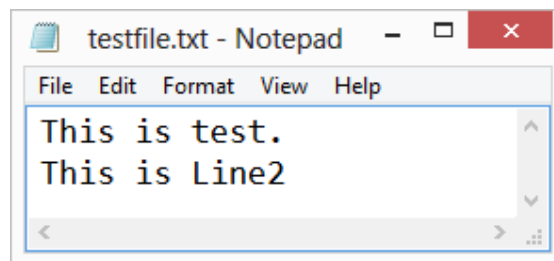 testfile.txt - Notepad
File Edit Format View Help
This is test.
This is Line2